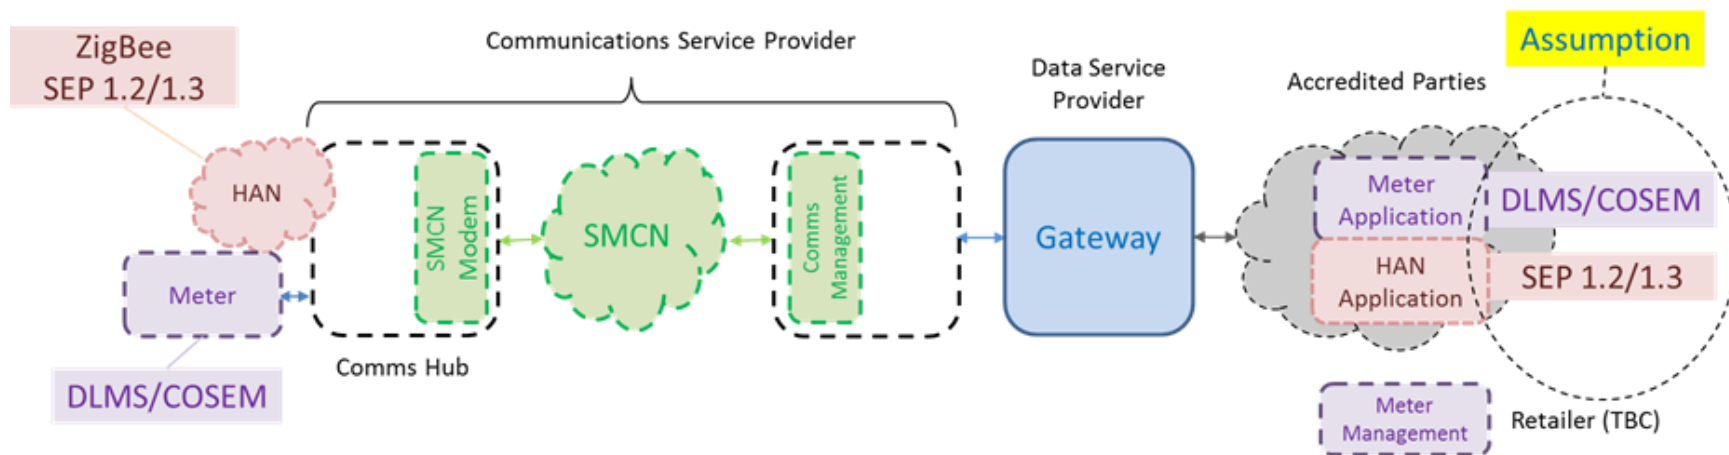 ZigBee
SEP 1.2/1.3
Communications Service Provider
Data Service
Provider
Accredited Parties
Assumption
HAN
SMCN
Modem
SMCN
Comms
Management
Gateway
Meter
Application
DLMS/COSEM
HAN
Application
SEP 1.2/1.3
Meter
Comms Hub
DLMS/COSEM
Meter
Management
Retailer (TBC)